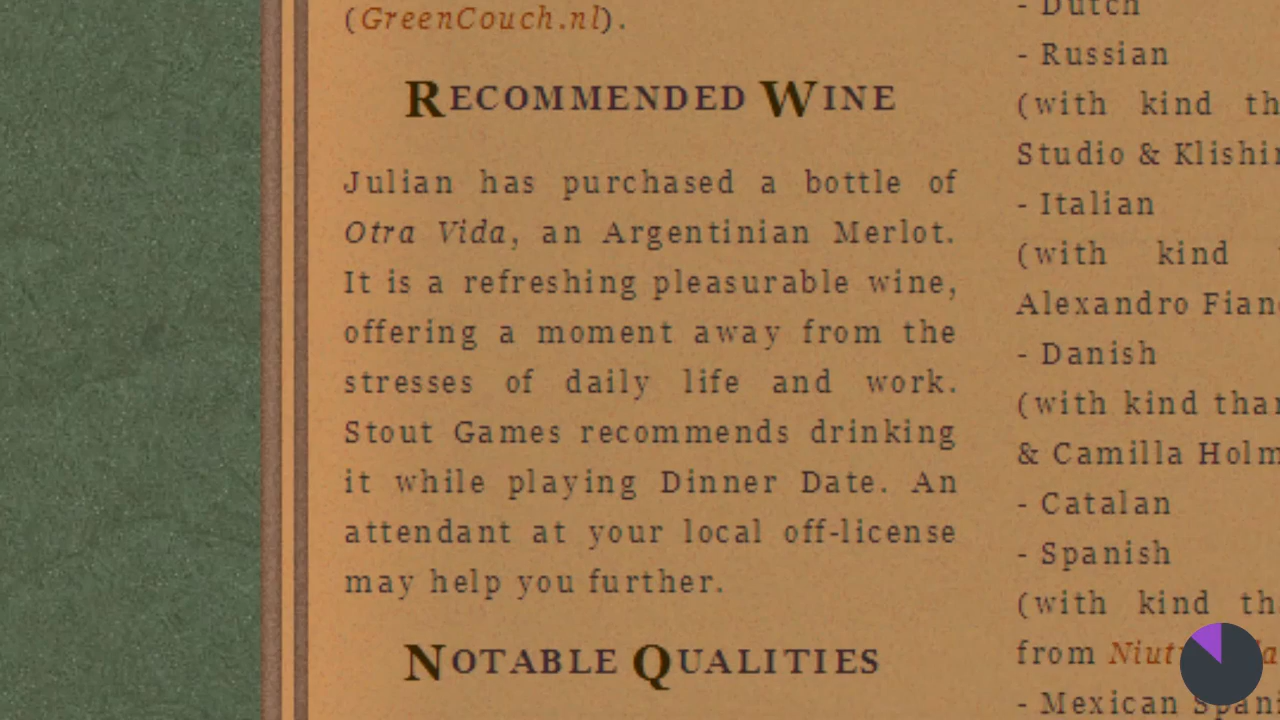 (GreenCouch.nl).
RECOMMENDED WINE
Julian has purchased a bottle of
Otra Vida, an Argentinian Merlot.
It is a refreshing pleasurable wine,
offering a moment away from the
stresses of daily life and work.
Stout Games recommends drinking
it while playing Dinner Date. An
attendant at your local off-license
may help you further.
NOTABLE QUALITIES
- Dutch
- Russian
(with kind
Studio &
- Italian
(with kind
Alexandro
- Danish
(with kind
& Camilla
- Catalan
- Spanish
(with kind
from
- Mexican